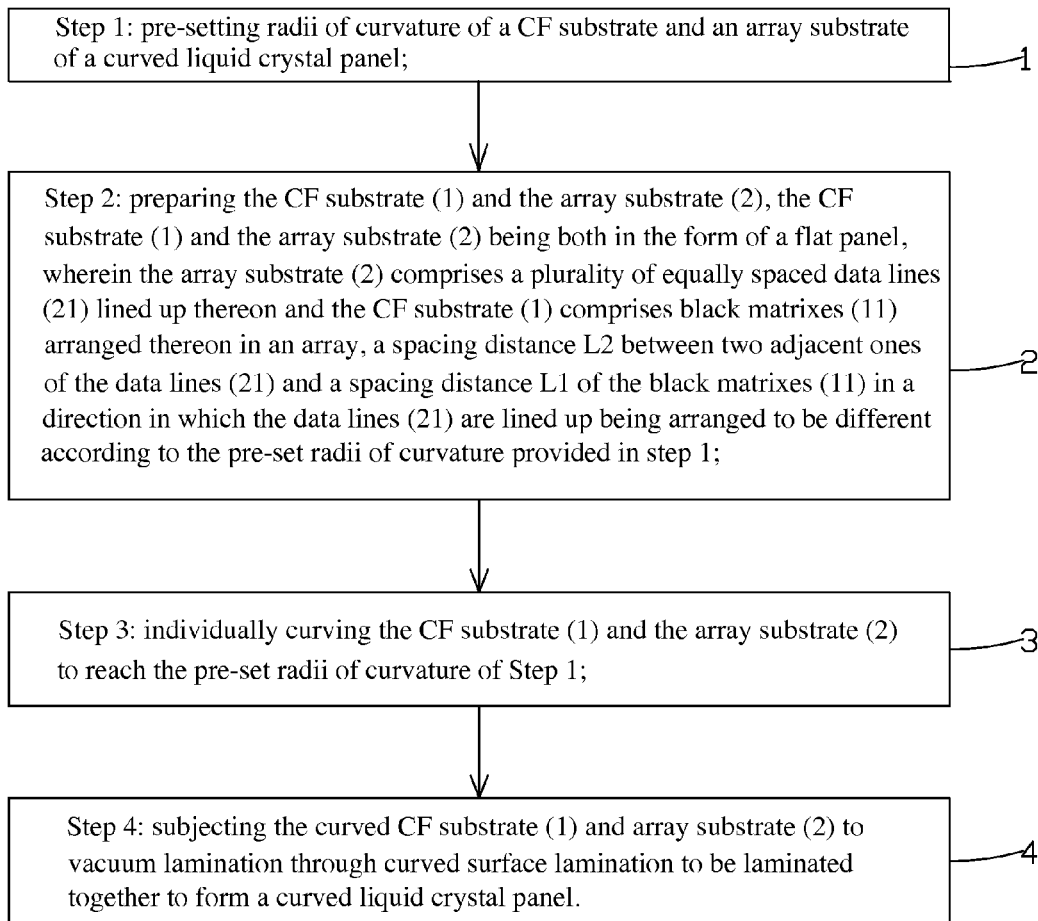 Step 1: pre-setting radii of curvature of a CF substrate and an array substrate
of a curved liquid crystal panel;
1
Step 2: preparing the CF substrate (1) and the array substrate (2), the CF
substrate (1) and the array substrate (2) being both in the form of a flat panel,
wherein the array substrate (2) comprises a plurality of equally spaced data lines
(21) lined up thereon and the CF substrate (1) comprises black matrixes (11)
arranged thereon in an array, a spacing distance L2 between two adjacent ones
of the data lines (21) and a spacing distance L1 of the black matrixes (11) in a
direction in which the data lines (21) are lined up being arranged to be different
according to the pre-set radii of curvature provided in step 1;
2
Step 3: individually curving the CF substrate (1) and the array substrate (2)
to reach the pre-set radii of curvature of Step 1;
3
Step 4: subjecting the curved CF substrate (1) and array substrate (2) to
vacuum lamination through curved surface lamination to be laminated
together to form a curved liquid crystal panel.
4